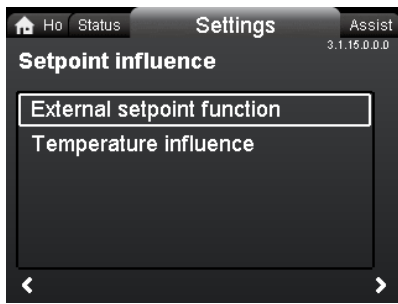 Ho Status Settings Assist
3.1.15.0.0.0
Setpoint influence
External setpoint function
Temperature influence